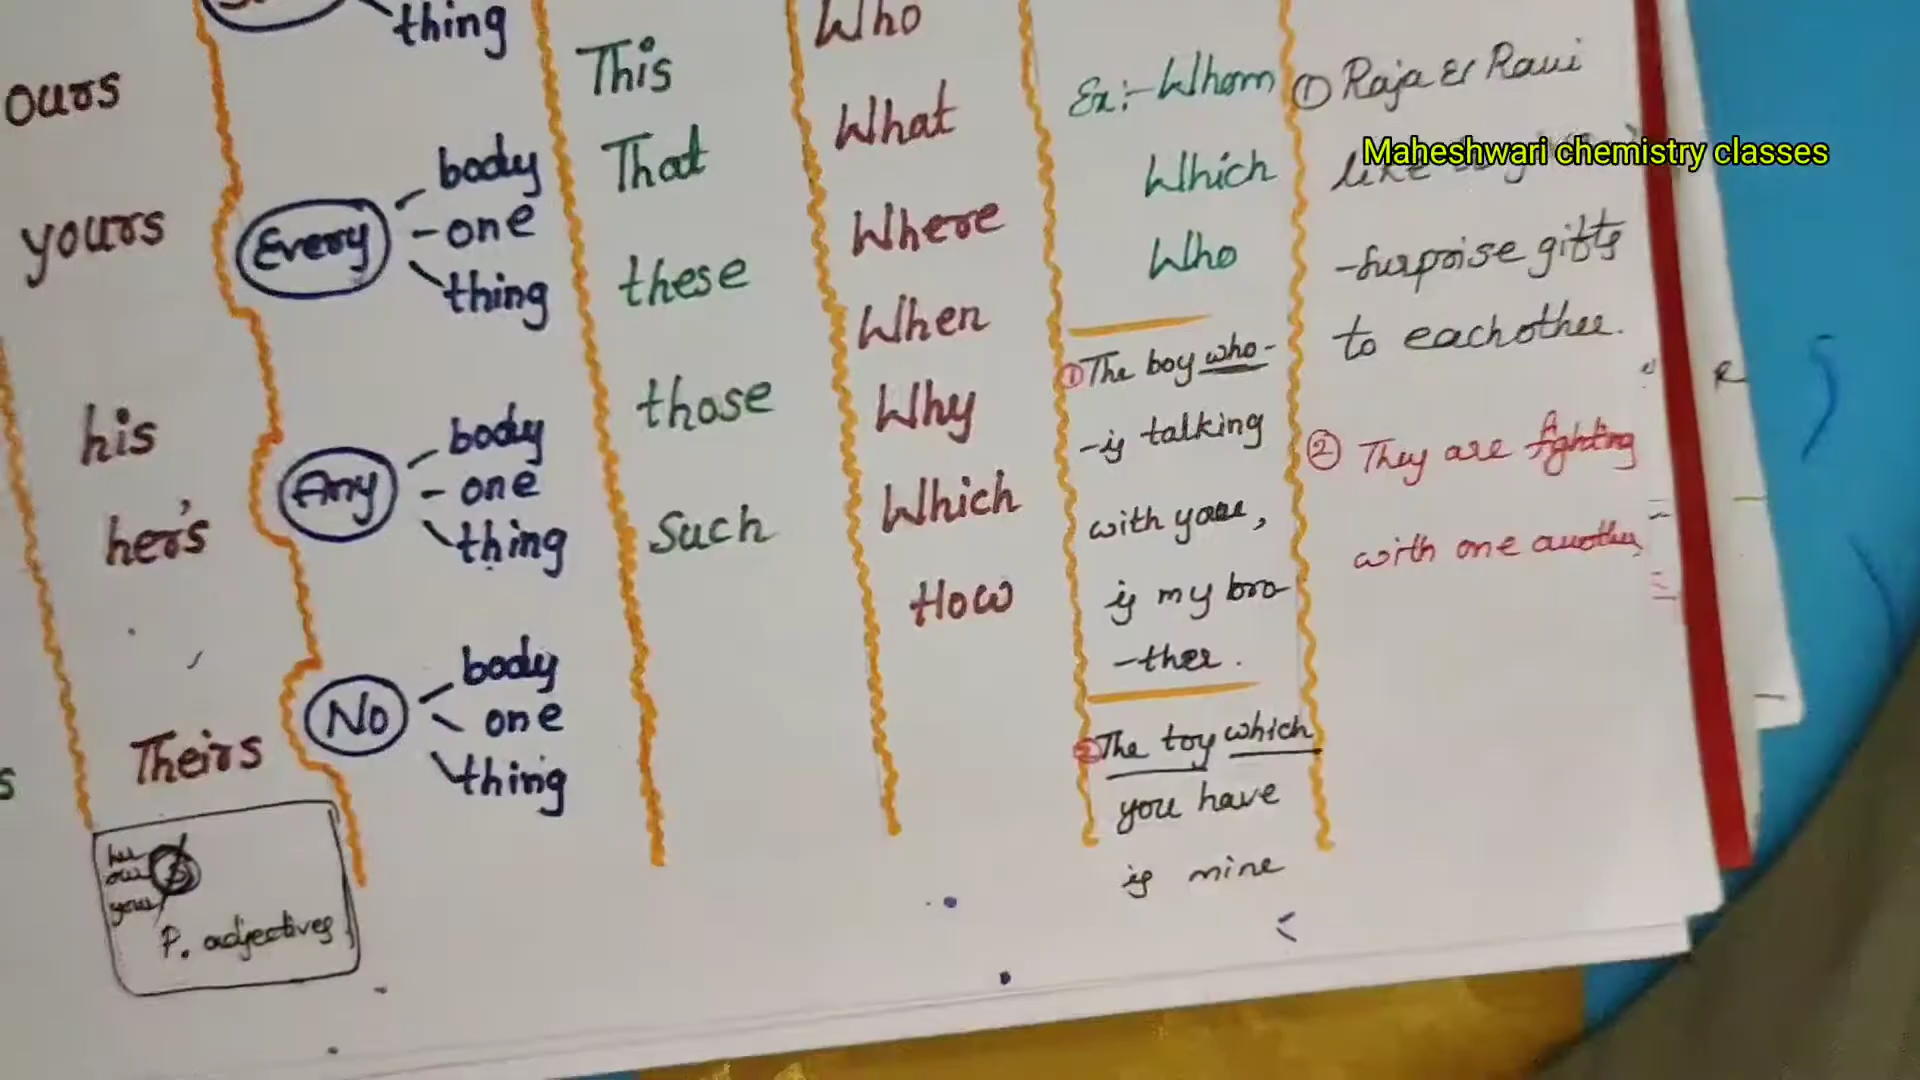 thing
ours
yours
his
her's
Theirs
P. adjectives
Every
body
one
thing
Any
body
one
thing
No
body
one
thing
This
That
these
those
Such
Who
What
Where
When
Why
Which
How
Ex:- Whom
Which
Who
① The boy who-
-is talking
with you,
is my bro-
-ther.
② The toy which
you have
is mine
① Raja & Ravi
like
-surprise gifts
to eachother.
② They are fighting
with one another
Maheshwari chemistry classes